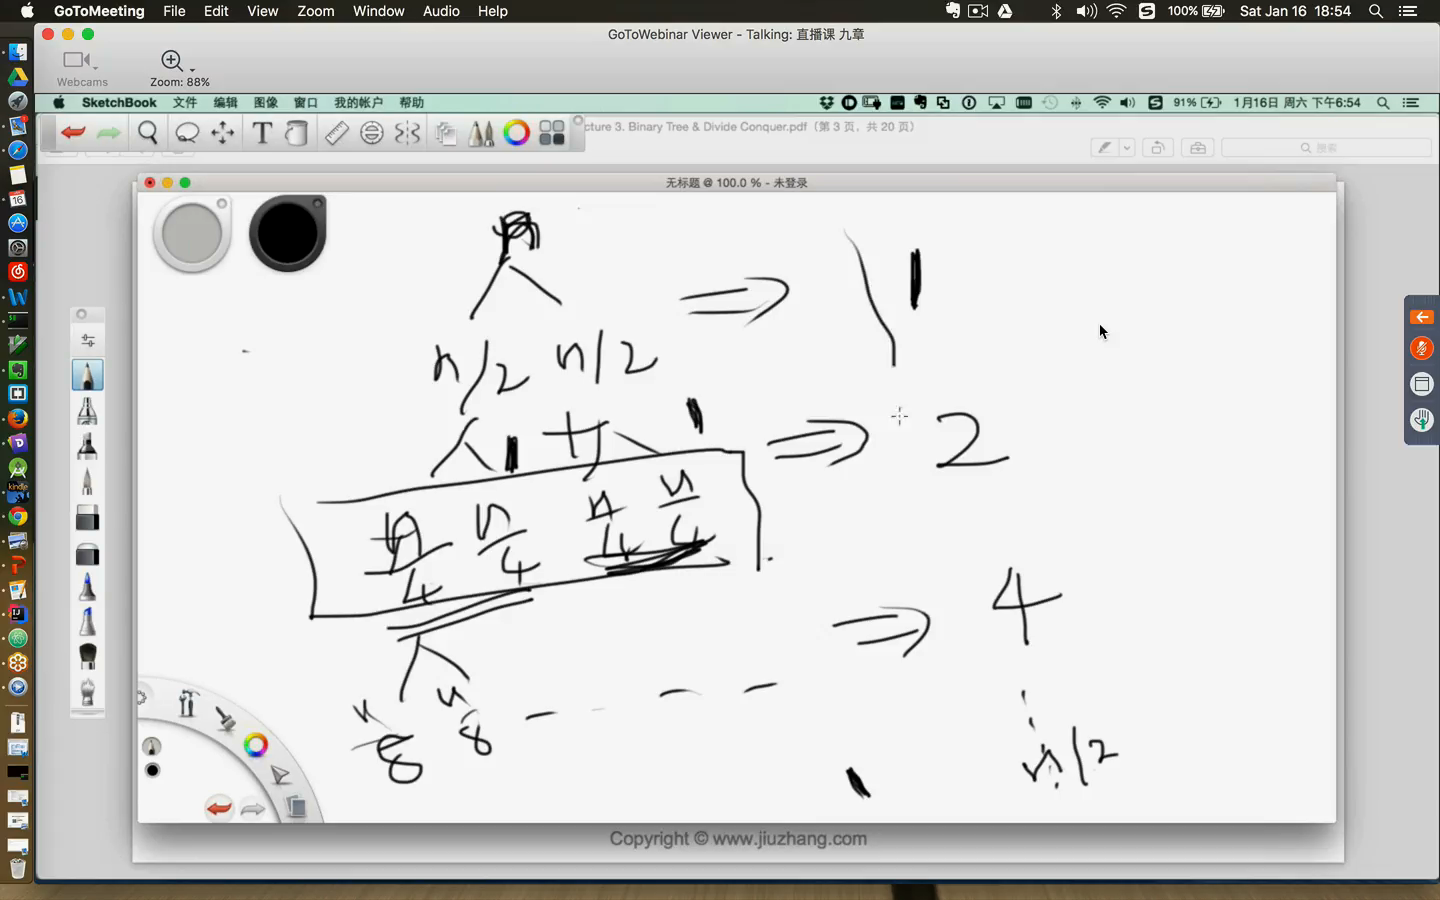 GoToMeeting File Edit View Zoom Window Audio Help 100% Sat Jan 16 18:54
GoToWebinar Viewer - Talking: 直播课 九章
Webcams
Zoom: 88%
SketchBook 文件 编辑 图像 窗口 我的帐户 帮助 91% 1月16日 周六 下午6:54
cture 3. Binary Tree & Divide Conquer.pdf（第 3 页，共 20 页）
搜索
无标题 @ 100.0 % - 未登录
n
1
n/2 n/2
1 1
2
n/4 n/4 n/4 n/4
4
n/8 n/8
n/2
Copyright © www.jiuzhang.com